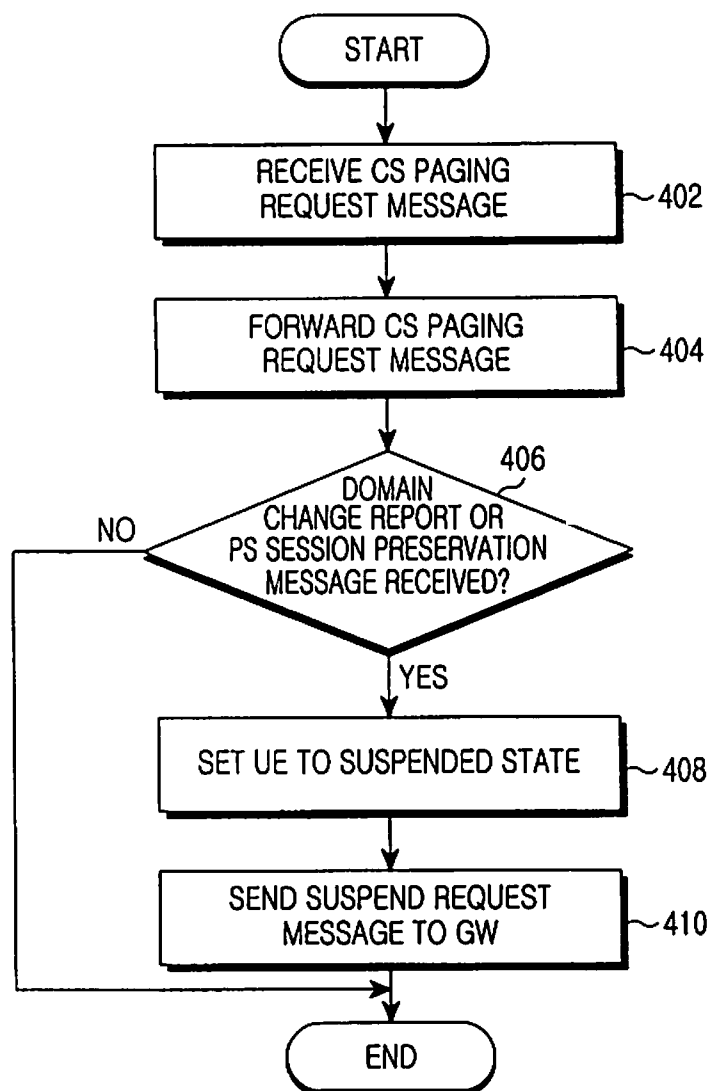 START
RECEIVE CS PAGING
REQUEST MESSAGE
402
FORWARD CS PAGING
REQUEST MESSAGE
404
406
DOMAIN
CHANGE REPORT OR
PS SESSION PRESERVATION
MESSAGE RECEIVED?
NO
YES
SET UE TO SUSPENDED STATE
408
SEND SUSPEND REQUEST
MESSAGE TO GW
410
END